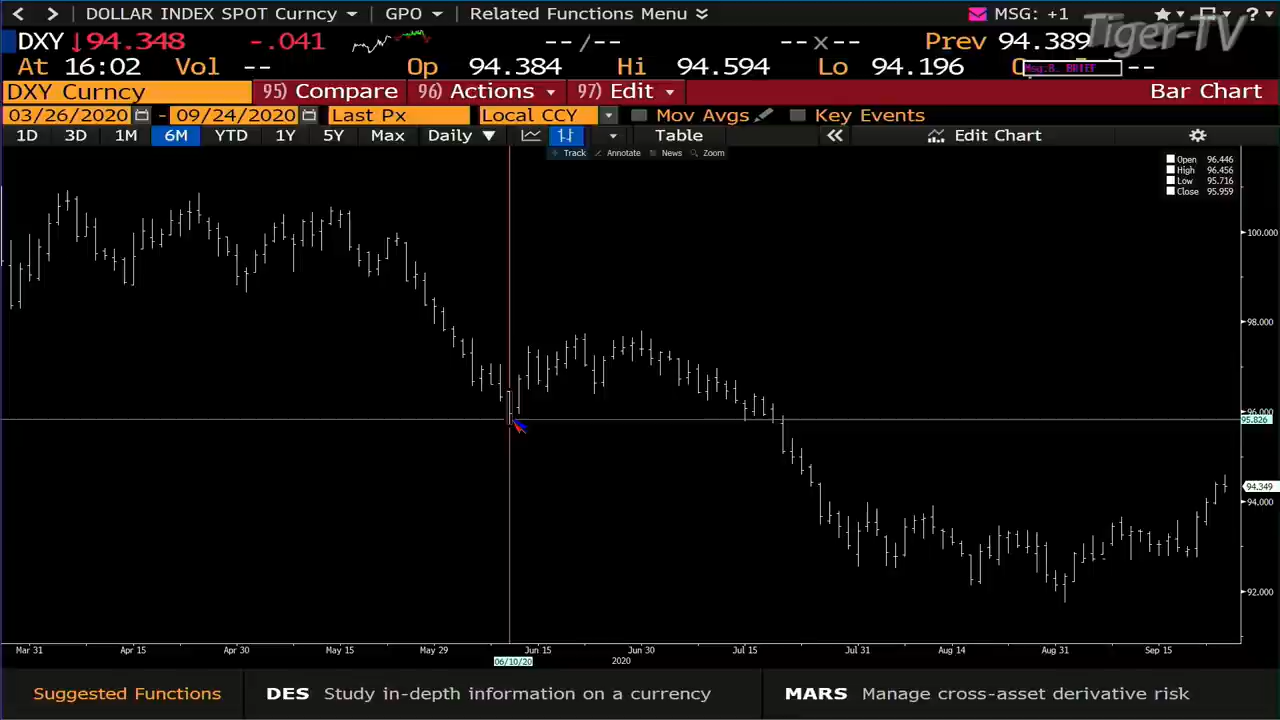 DOLLAR INDEX SPOT Curncy GPO Related Functions Menu MSG: +1 ?
Tiger-TV
DXY 94.348 -.041 --/-- --x-- Prev 94.389
At 16:02 Vol -- Op 94.384 Hi 94.594 Lo 94.196 --
Msg.B. BRIEF
DXY Curncy 95) Compare 96) Actions 97) Edit Bar Chart
03/26/2020 - 09/24/2020 Last Px Local CCY Mov Avgs Key Events
1D 3D 1M 6M YTD 1Y 5Y Max Daily Table Edit Chart
Track Annotate News Zoom
Open 96.446
High 96.456
Low 95.716
Close 95.959
100.000
98.000
96.000
95.826
94.349
94.000
92.000
Mar 31 Apr 15 Apr 30 May 15 May 29 Jun 15 Jun 30 Jul 15 Jul 31 Aug 14 Aug 31 Sep 15
06/10/20 2020
Suggested Functions DES Study in-depth information on a currency MARS Manage cross-asset derivative risk